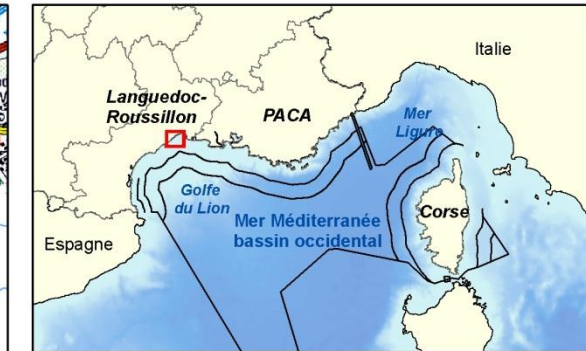 Italie
Languedoc-
Roussillon
PACA
Mer
Ligure
Golfe
du Lion
Mer Méditerranée
bassin occidental
Corse
Espagne